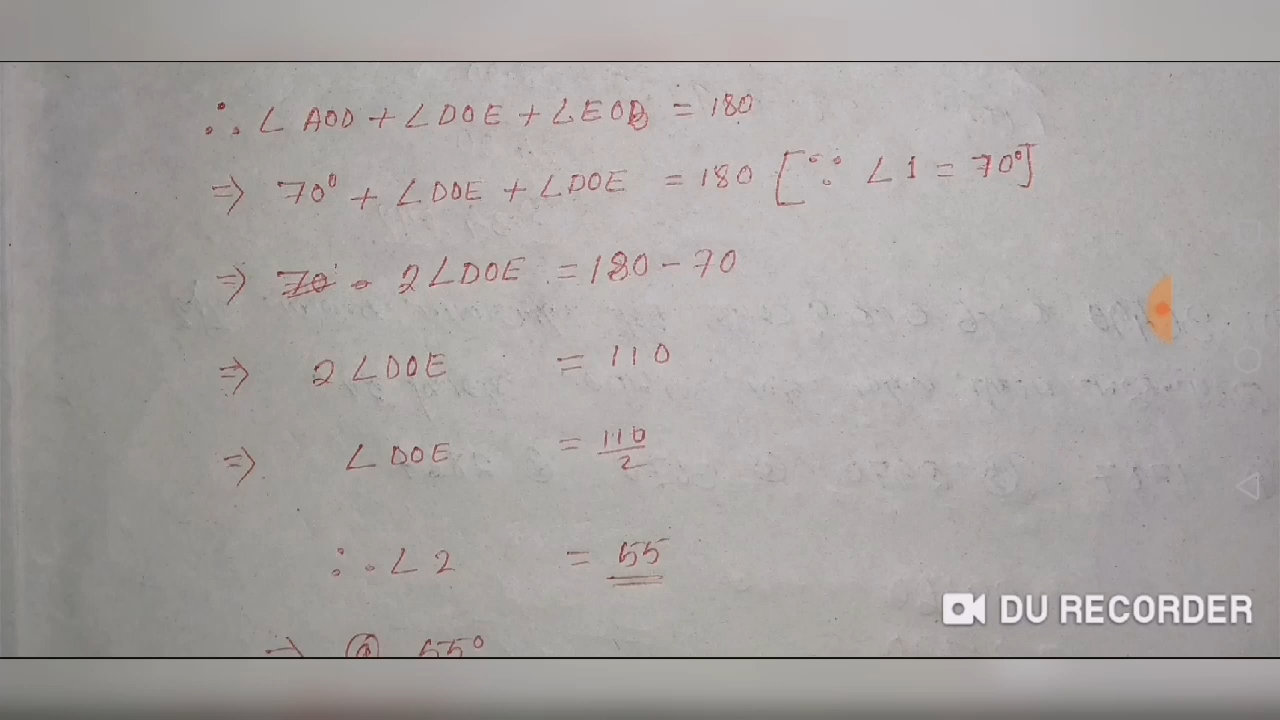 ∴ ∠AOD + ∠DOE + ∠EOB = 180
⇒ 70° + ∠DOE + ∠DOE = 180 [∵ ∠1 = 70°]
⇒ 2∠DOE = 180 - 70
⇒ 2∠DOE = 110
⇒ ∠DOE = 110/2
∴ ∠2 = 55
DU RECORDER
55°